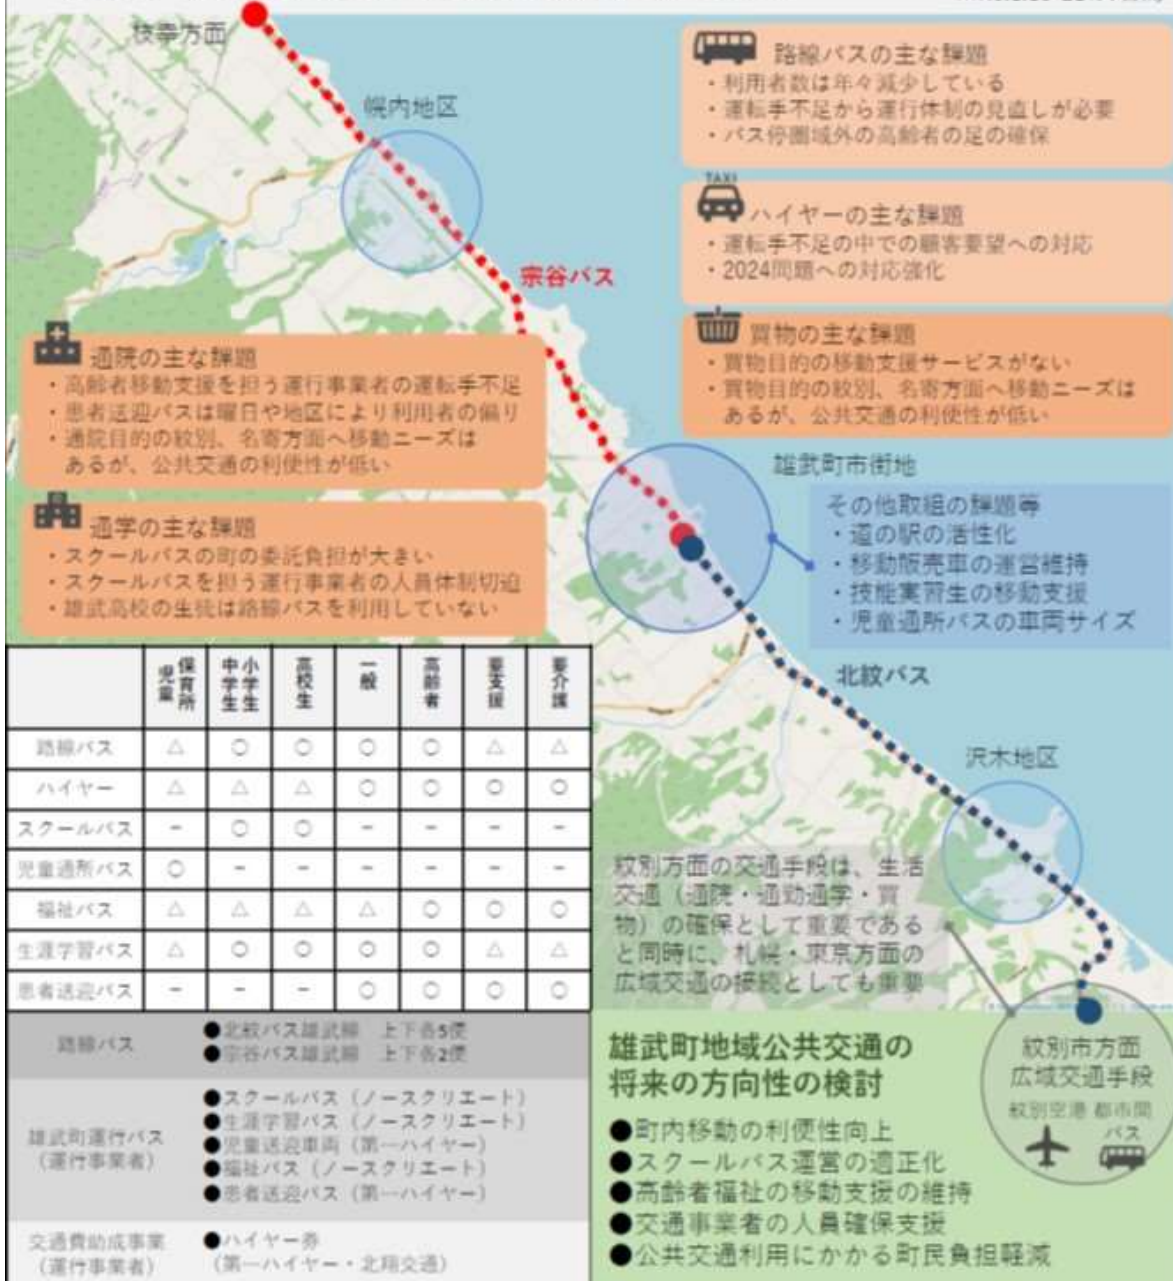 枝幸方面
幌内地区
宗谷バス
路線バスの主な課題
・利用者数は年々減少している
・運転手不足から運行体制の見直しが必要
・バス停圏域外の高齢者の足の確保
TAXI
ハイヤーの主な課題
・運転手不足の中での顧客要望への対応
・2024問題への対応強化
買物の主な課題
・買物目的の移動支援サービスがない
・買物目的の紋別、名寄方面へ移動ニーズは
あるが、公共交通の利便性が低い
通院の主な課題
・高齢者移動支援を担う運行事業者の運転手不足
・患者送迎バスは曜日や地区により利用者の偏り
・通院目的の紋別、名寄方面へ移動ニーズは
あるが、公共交通の利便性が低い
通学の主な課題
・スクールバスの町の委託負担が大きい
・スクールバスを担う運行事業者の人員体制切迫
・雄武高校の生徒は路線バスを利用していない
雄武町市街地
その他取組の課題等
・道の駅の活性化
・移動販売車の運営維持
・技能実習生の移動支援
・児童通所バスの車両サイズ
北紋バス
沢木地区
保育所児童 小学生中学生 高校生 一般 高齢者 要支援 要介護
路線バス △ ○ ○ ○ ○ △ △
ハイヤー △ △ △ ○ ○ ○ ○
スクールバス − ○ ○ − − − −
児童通所バス ○ − − − − − −
福祉バス △ △ △ △ ○ ○ ○
生涯学習バス △ ○ ○ ○ ○ △ △
患者送迎バス − − − ○ ○ ○ ○
紋別方面の交通手段は、生活
交通（通院・通勤通学・買
物）の確保として重要である
と同時に、札幌・東京方面の
広域交通の接続としても重要
路線バス
●北紋バス雄武線 上下各5便
●宗谷バス雄武線 上下各2便
雄武町運行バス
（運行事業者）
●スクールバス（ノースクリエート）
●生涯学習バス（ノースクリエート）
●児童送迎車両（第一ハイヤー）
●福祉バス（ノースクリエート）
●患者送迎バス（第一ハイヤー）
交通費助成事業
（運行事業者）
●ハイヤー券
（第一ハイヤー・北翔交通）
雄武町地域公共交通の
将来の方向性の検討
●町内移動の利便性向上
●スクールバス運営の適正化
●高齢者福祉の移動支援の維持
●交通事業者の人員確保支援
●公共交通利用にかかる町民負担軽減
紋別市方面
広域交通手段
紋別空港 都市間
バス